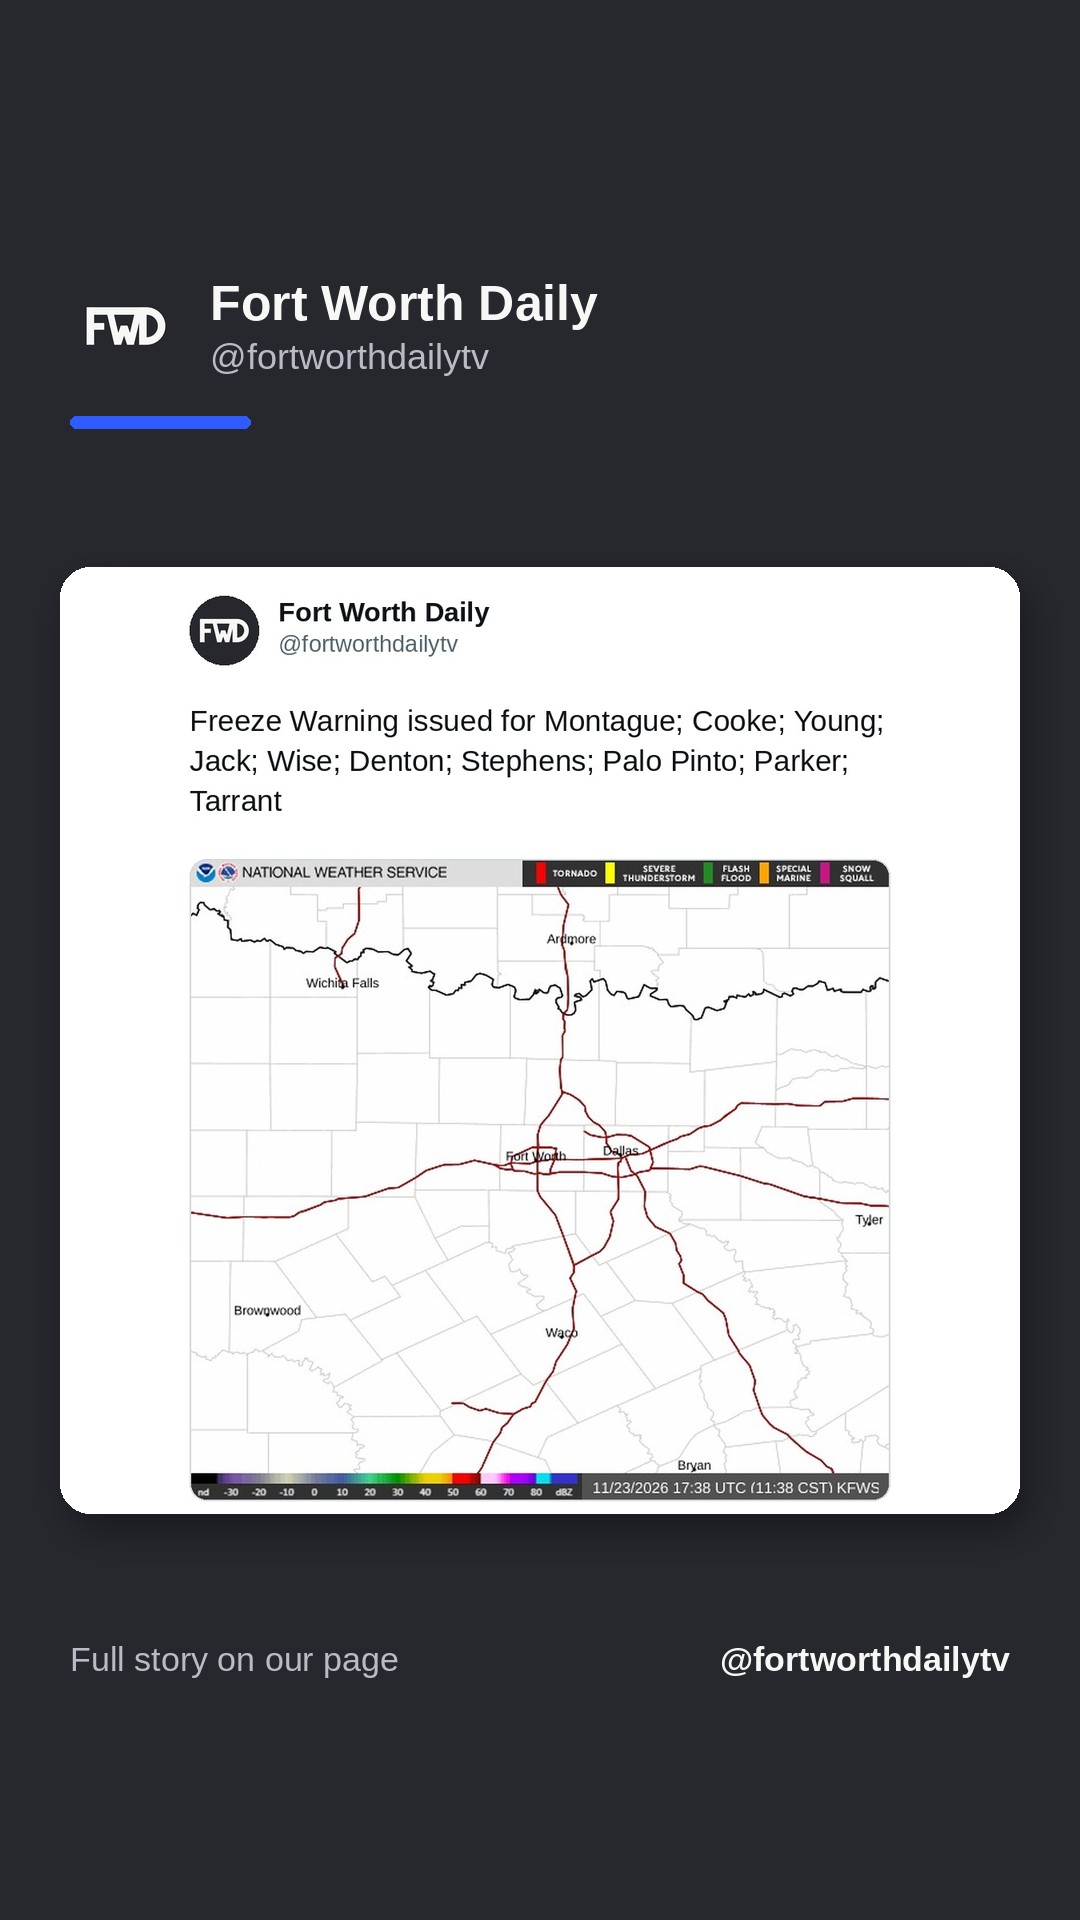 FWD
Fort Worth Daily
@fortworthdailytv
FWD
Fort Worth Daily
@fortworthdailytv
Freeze Warning issued for Montague; Cooke; Young;
Jack; Wise; Denton; Stephens; Palo Pinto; Parker;
Tarrant
NATIONAL WEATHER SERVICE
TORNADO
SEVERE
THUNDERSTORM
FLASH
FLOOD
SPECIAL
MARINE
SNOW
SQUALL
Ardmore
Wichita Falls
Fort Worth
Dallas
Tyler
Brownwood
Waco
Bryan
nd -30 -20 -10 0 10 20 30 40 50 60 70 80 dBZ
11/23/2026 17:38 UTC (11:38 CST) KFWS
Full story on our page
@fortworthdailytv